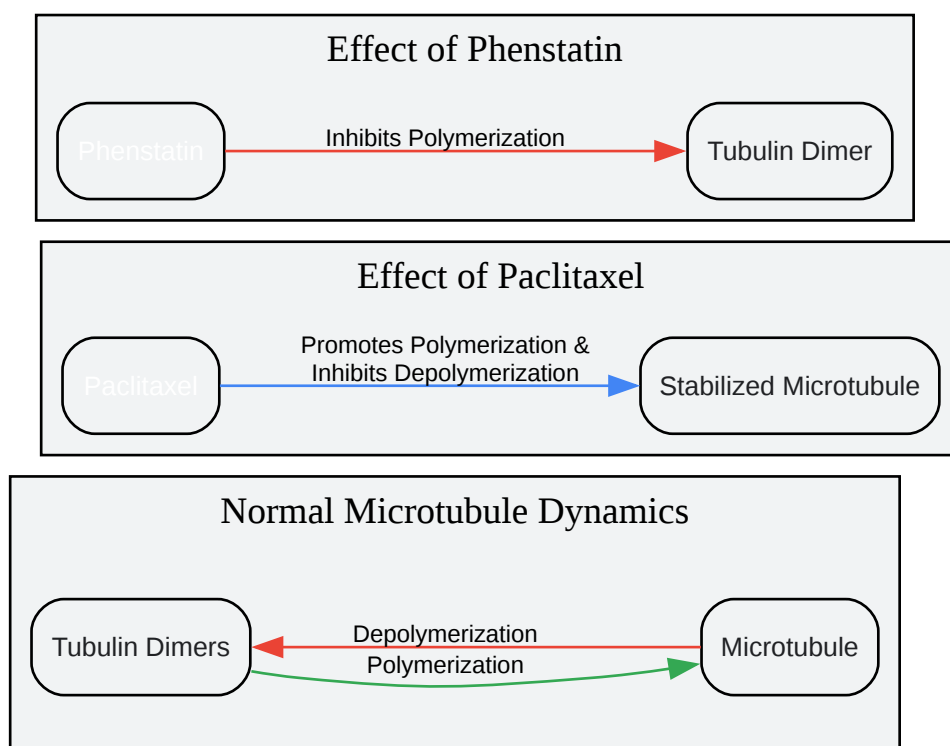 Effect of Phenstatin
Phenstatin
Inhibits Polymerization
Tubulin Dimer
Effect of Paclitaxel
Paclitaxel
Promotes Polymerization &
Inhibits Depolymerization
Stabilized Microtubule
Normal Microtubule Dynamics
Tubulin Dimers
Depolymerization
Polymerization
Microtubule